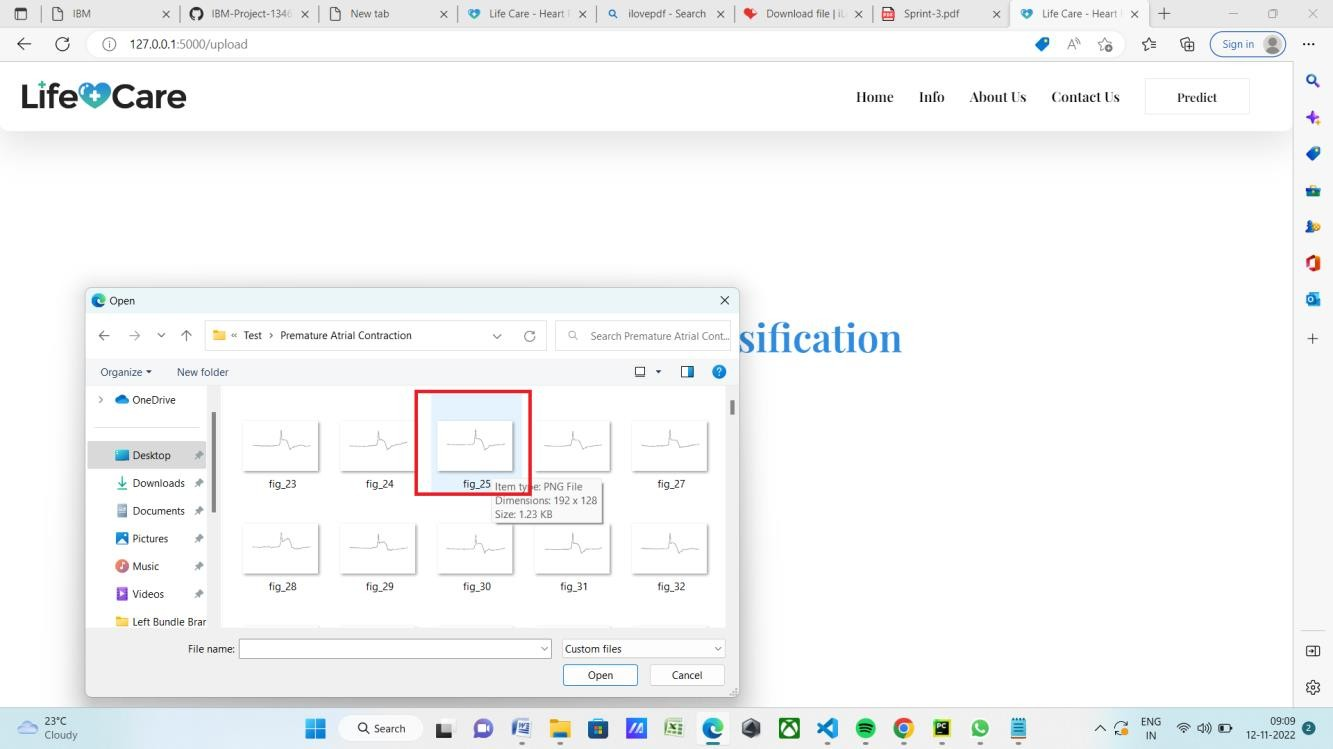 IBM
IBM-Project-1346
New tab
Life Care - Heart
ilovepdf - Search
Download file | iL
Sprint-3.pdf
Life Care - Heart
127.0.0.1:5000/upload
Sign in
Life Care
Home Info About Us Contact Us Predict
Open
« Test > Premature Atrial Contraction
Search Premature Atrial Cont...
sification
Organize
New folder
OneDrive
Desktop
Downloads
Documents
Pictures
Music
Videos
Left Bundle Bran
fig_23 fig_24 fig_25 fig_27
Item type: PNG File
Dimensions: 192 x 128
Size: 1.23 KB
fig_28 fig_29 fig_30 fig_31 fig_32
File name:
Custom files
Open
Cancel
23°C
Cloudy
Search
ENG
IN
09:09
12-11-2022
2